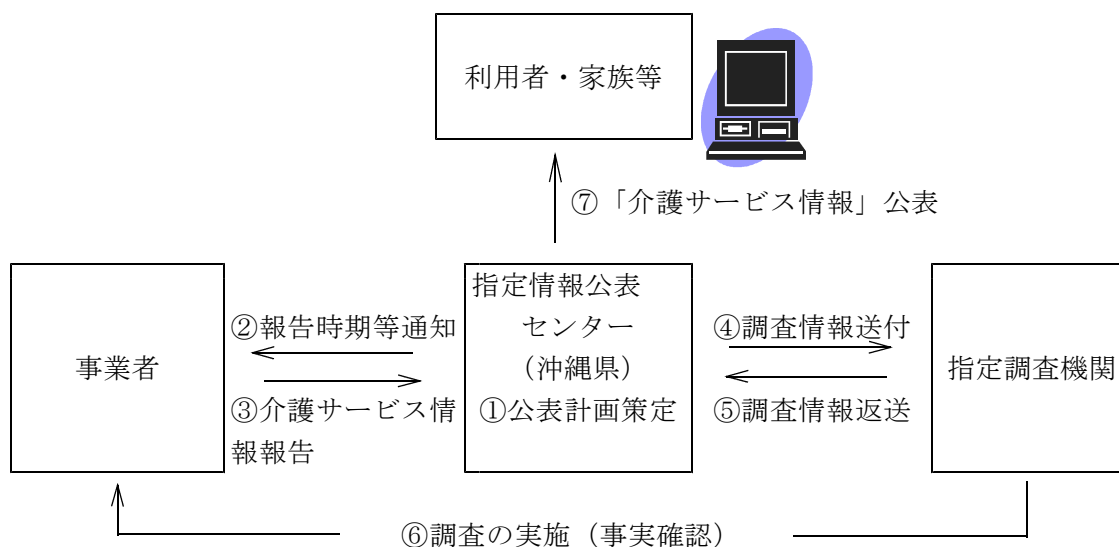 利用者・家族等
⑦「介護サービス情報」公表
指定情報公表
センター
（沖縄県）
①公表計画策定
②報告時期等通知
事業者
③介護サービス情
報報告
④調査情報送付
指定調査機関
⑤調査情報返送
⑥調査の実施（事実確認）